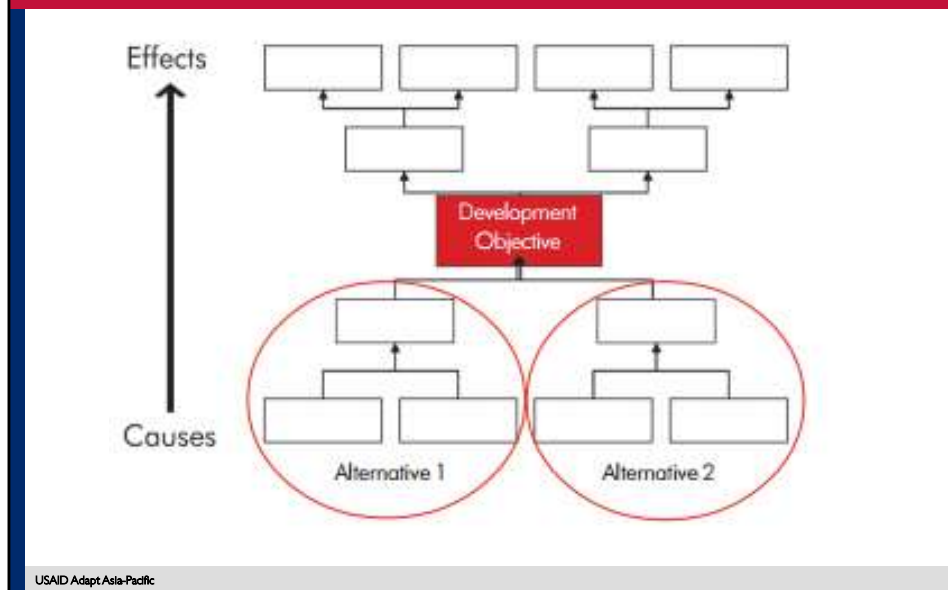 Effects
Development
Objective
Causes
Alternative 1
Alternative 2
USAID Adapt Asia-Pacific